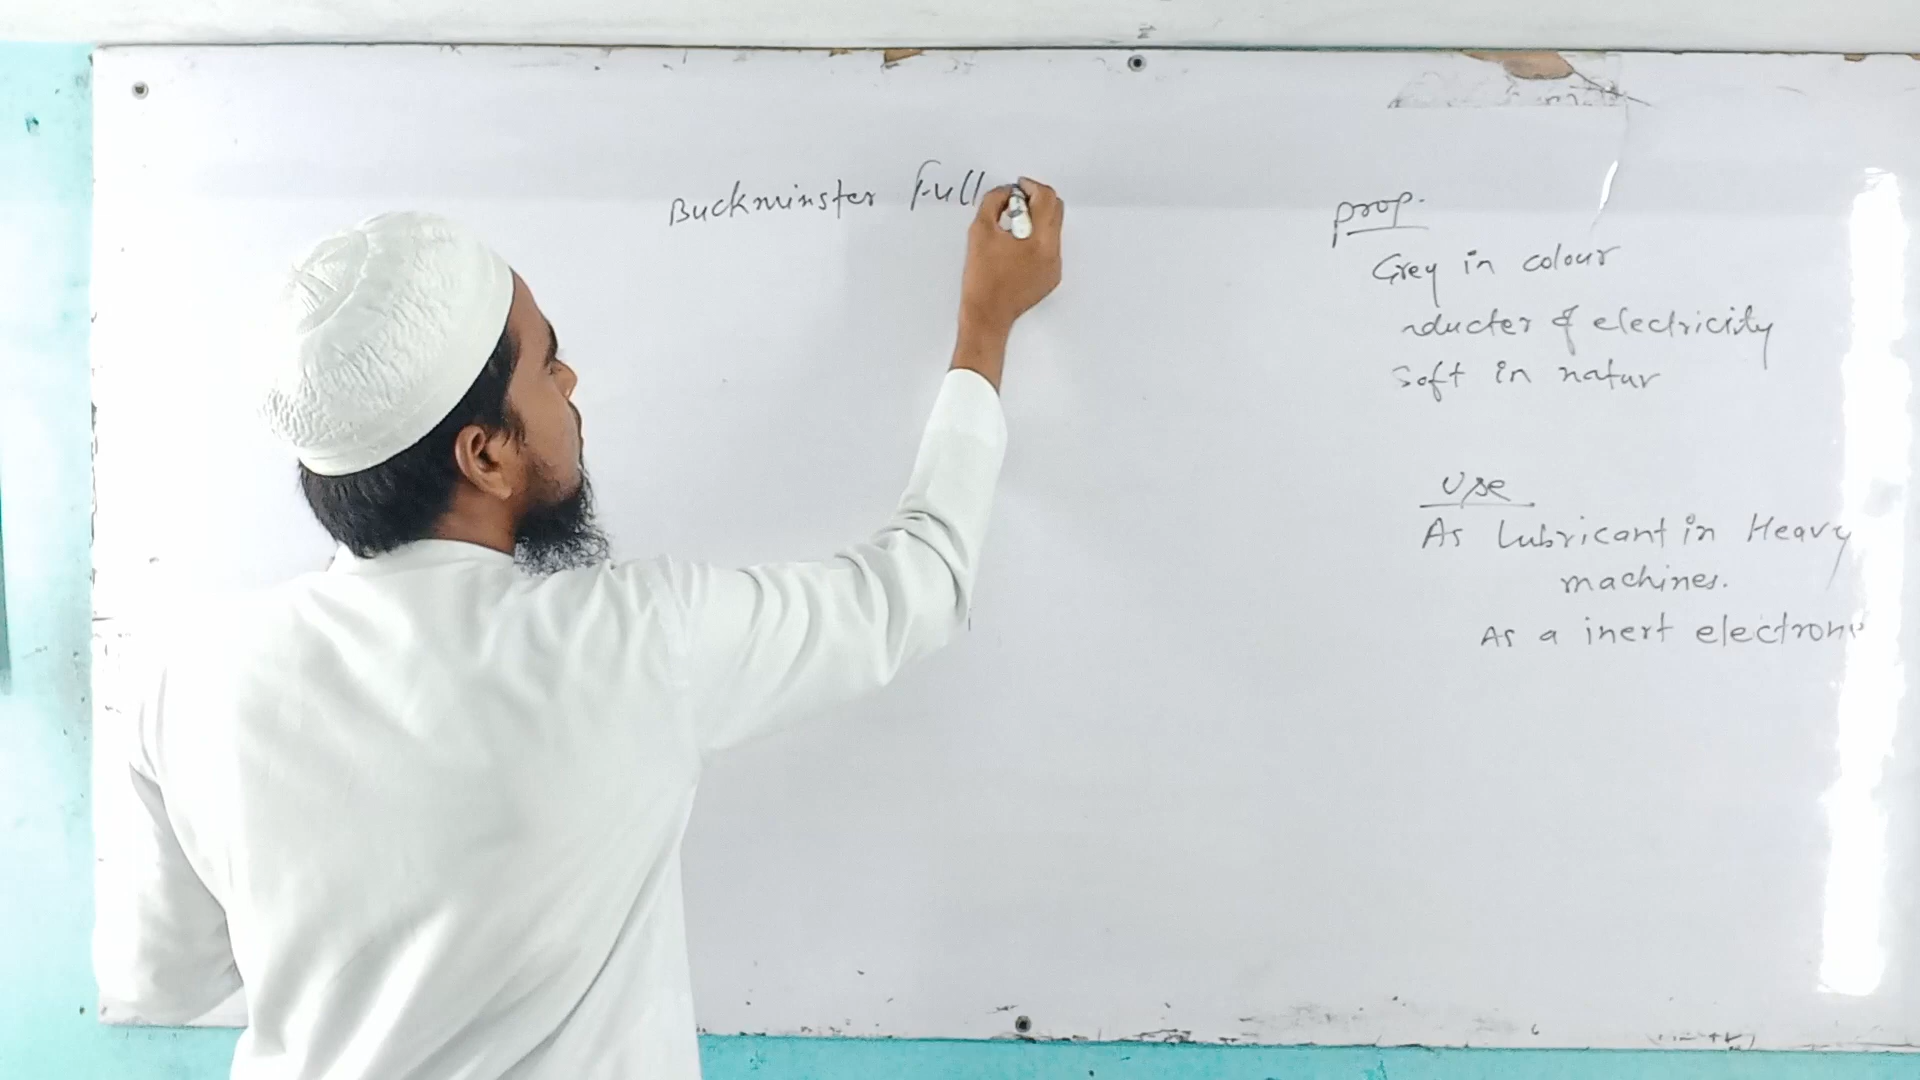 Buckminster Full
prop.
Grey in colour
nducter of electricity
Soft in natur
Use
As Lubricant in Heavy
machines.
As a inert electron